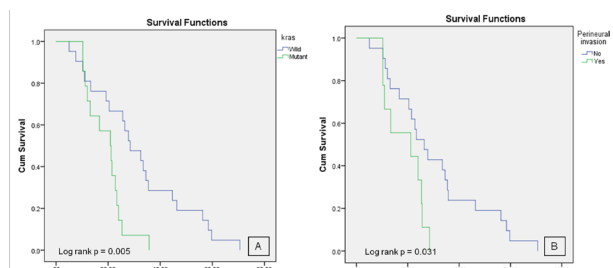 Survival Functions
kras
Wild
Mutant
1.0
0.8
0.6
0.4
0.2
0.0
Cum Survival
Log rank p = 0.005
A
Survival Functions
Perineural
invasion
No
Yes
1.0
0.8
0.6
0.4
0.2
0.0
Cum Survival
Log rank p = 0.031
B